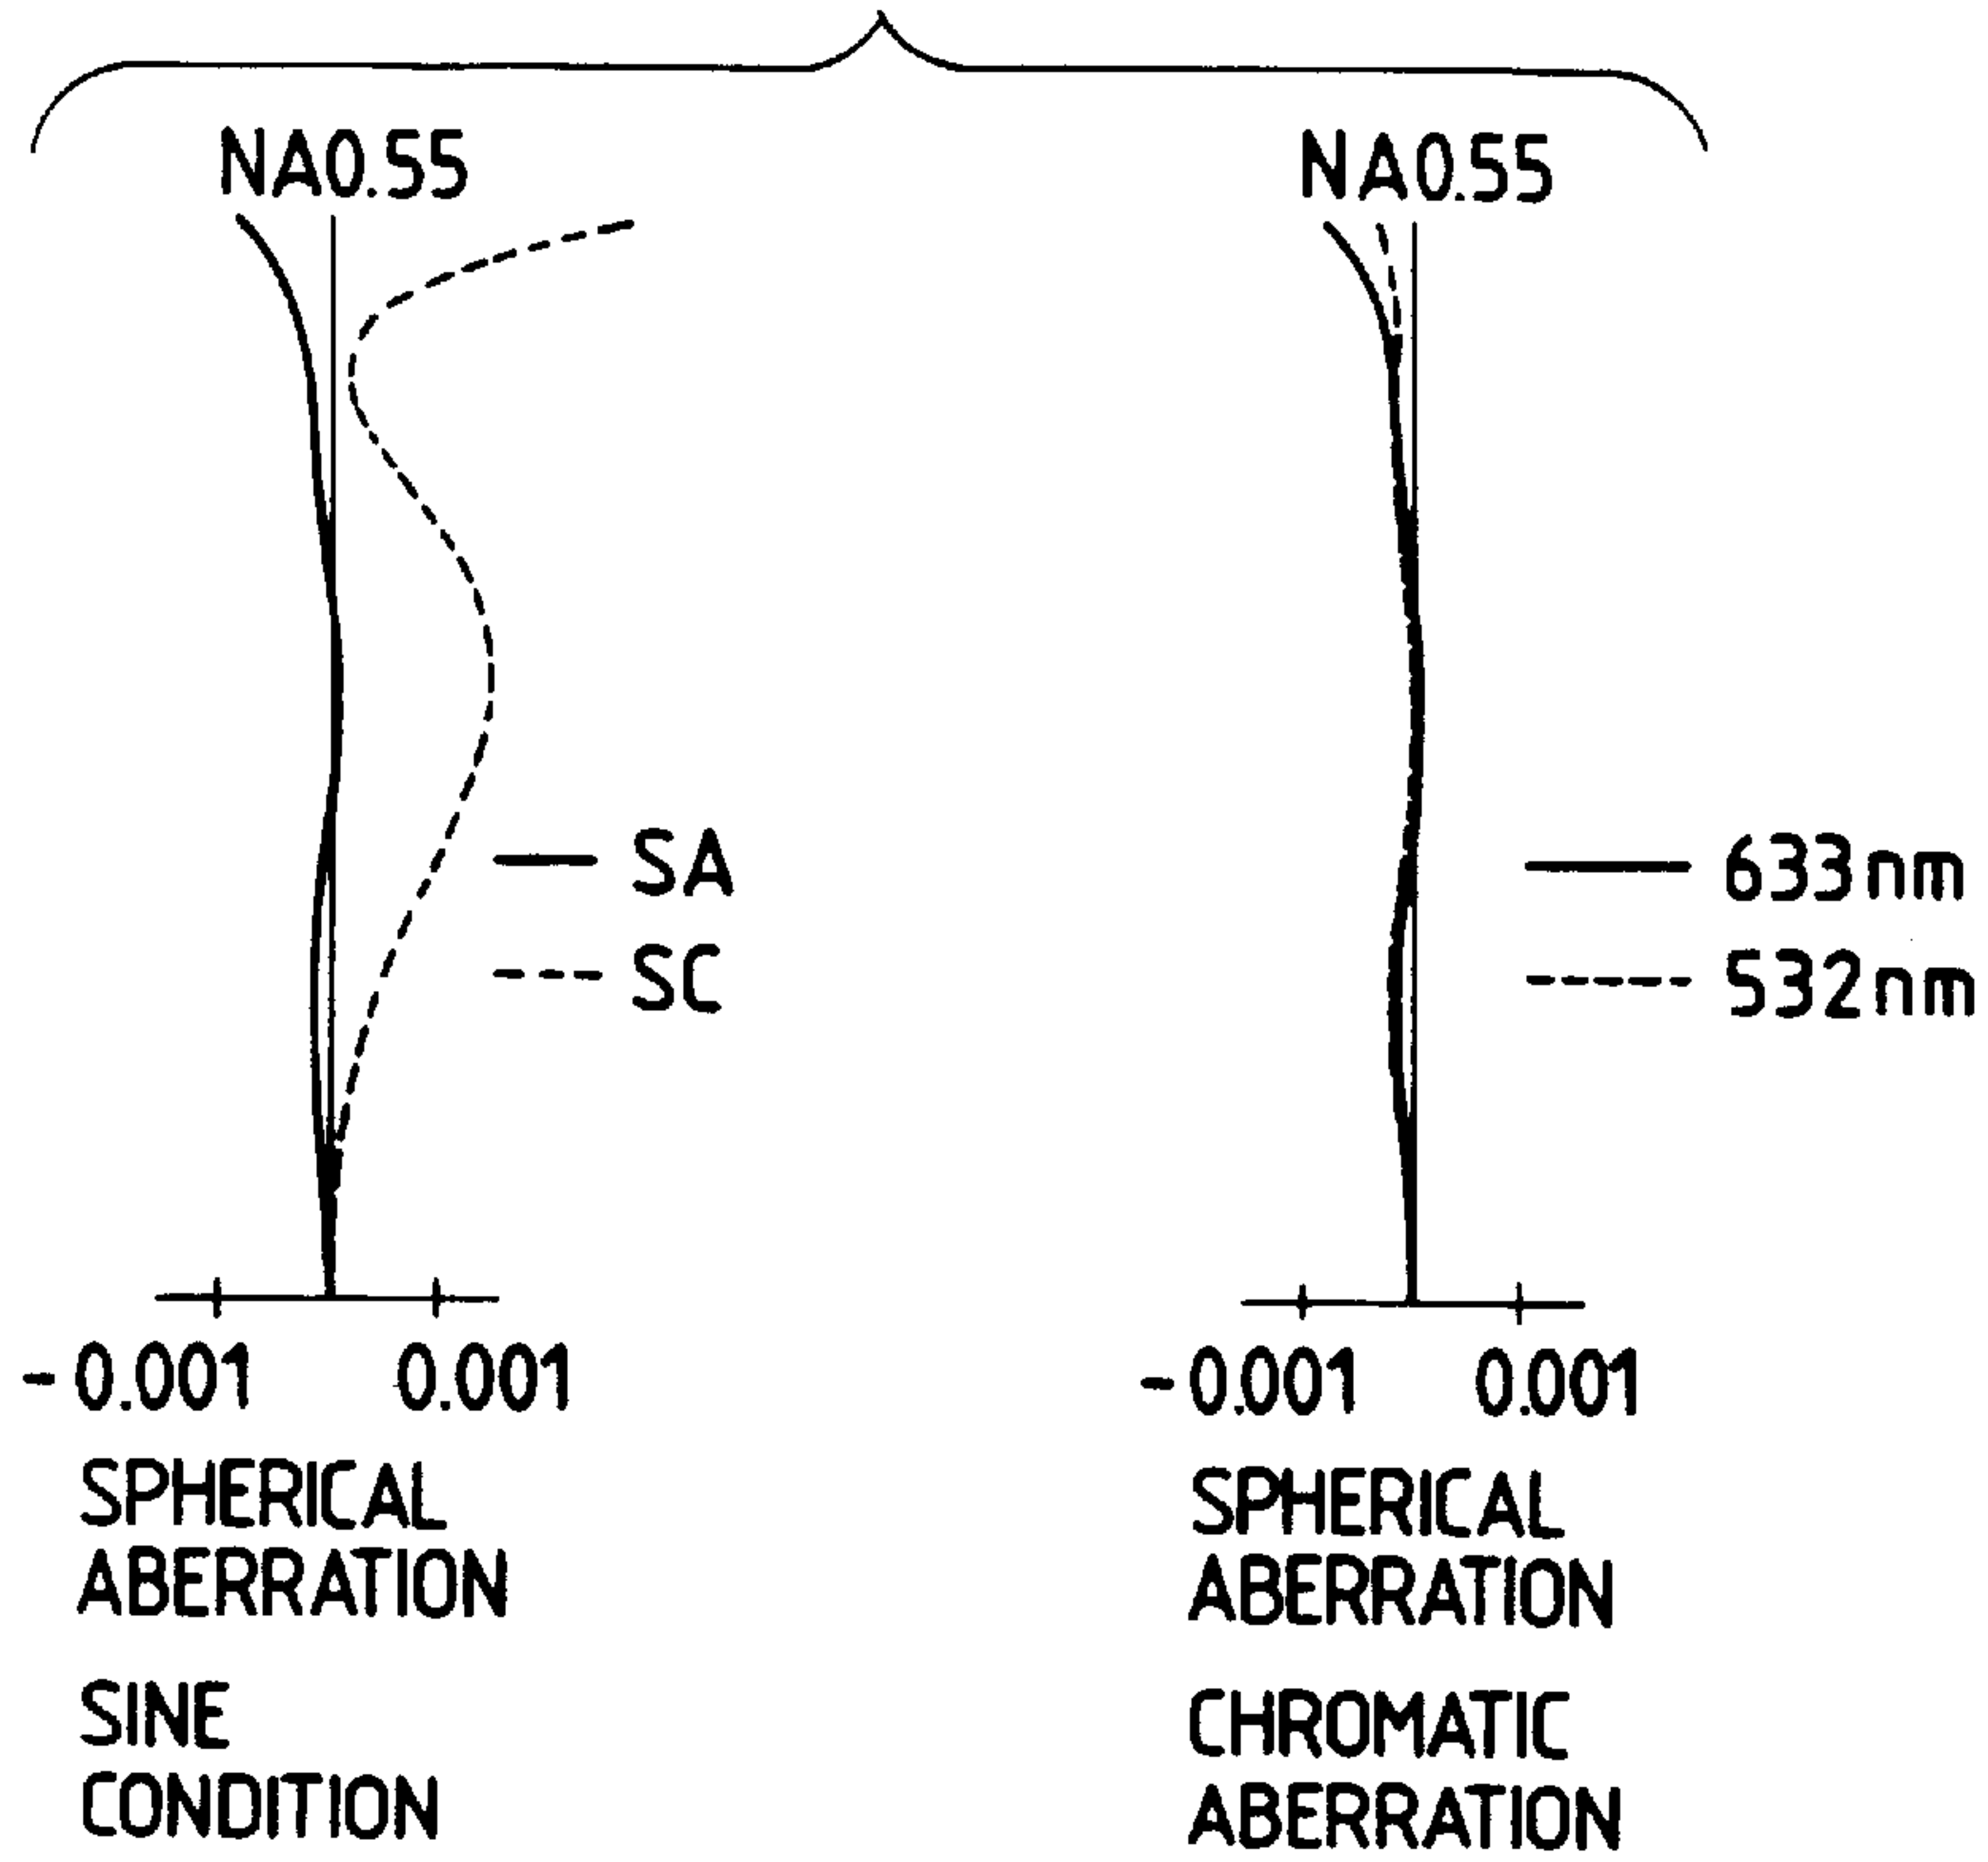 NA0.55
SA
SC
-0.001 0.001
SPHERICAL
ABERRATION
SINE
CONDITION
NA0.55
633nm
532nm
-0.001 0.001
SPHERICAL
ABERRATION
CHROMATIC
ABERRATION